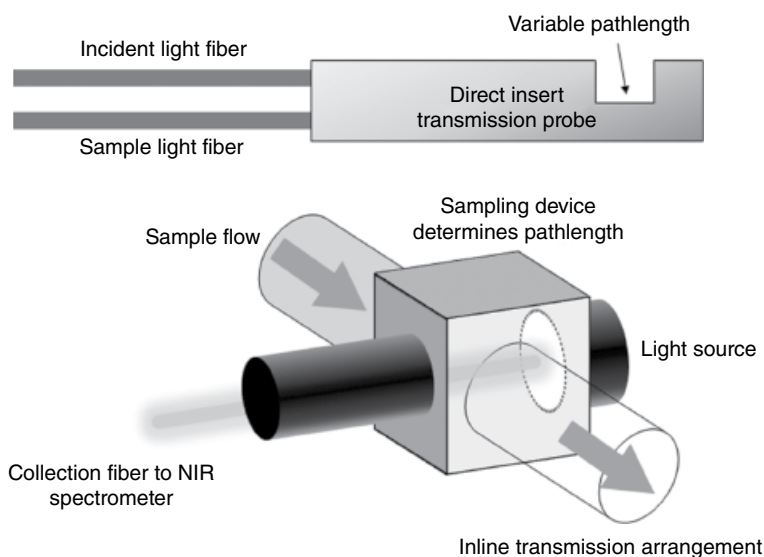 Variable pathlength
Incident light fiber
Direct insert
transmission probe
Sample light fiber
Sampling device
determines pathlength
Sample flow
Light source
Collection fiber to NIR
spectrometer
Inline transmission arrangement